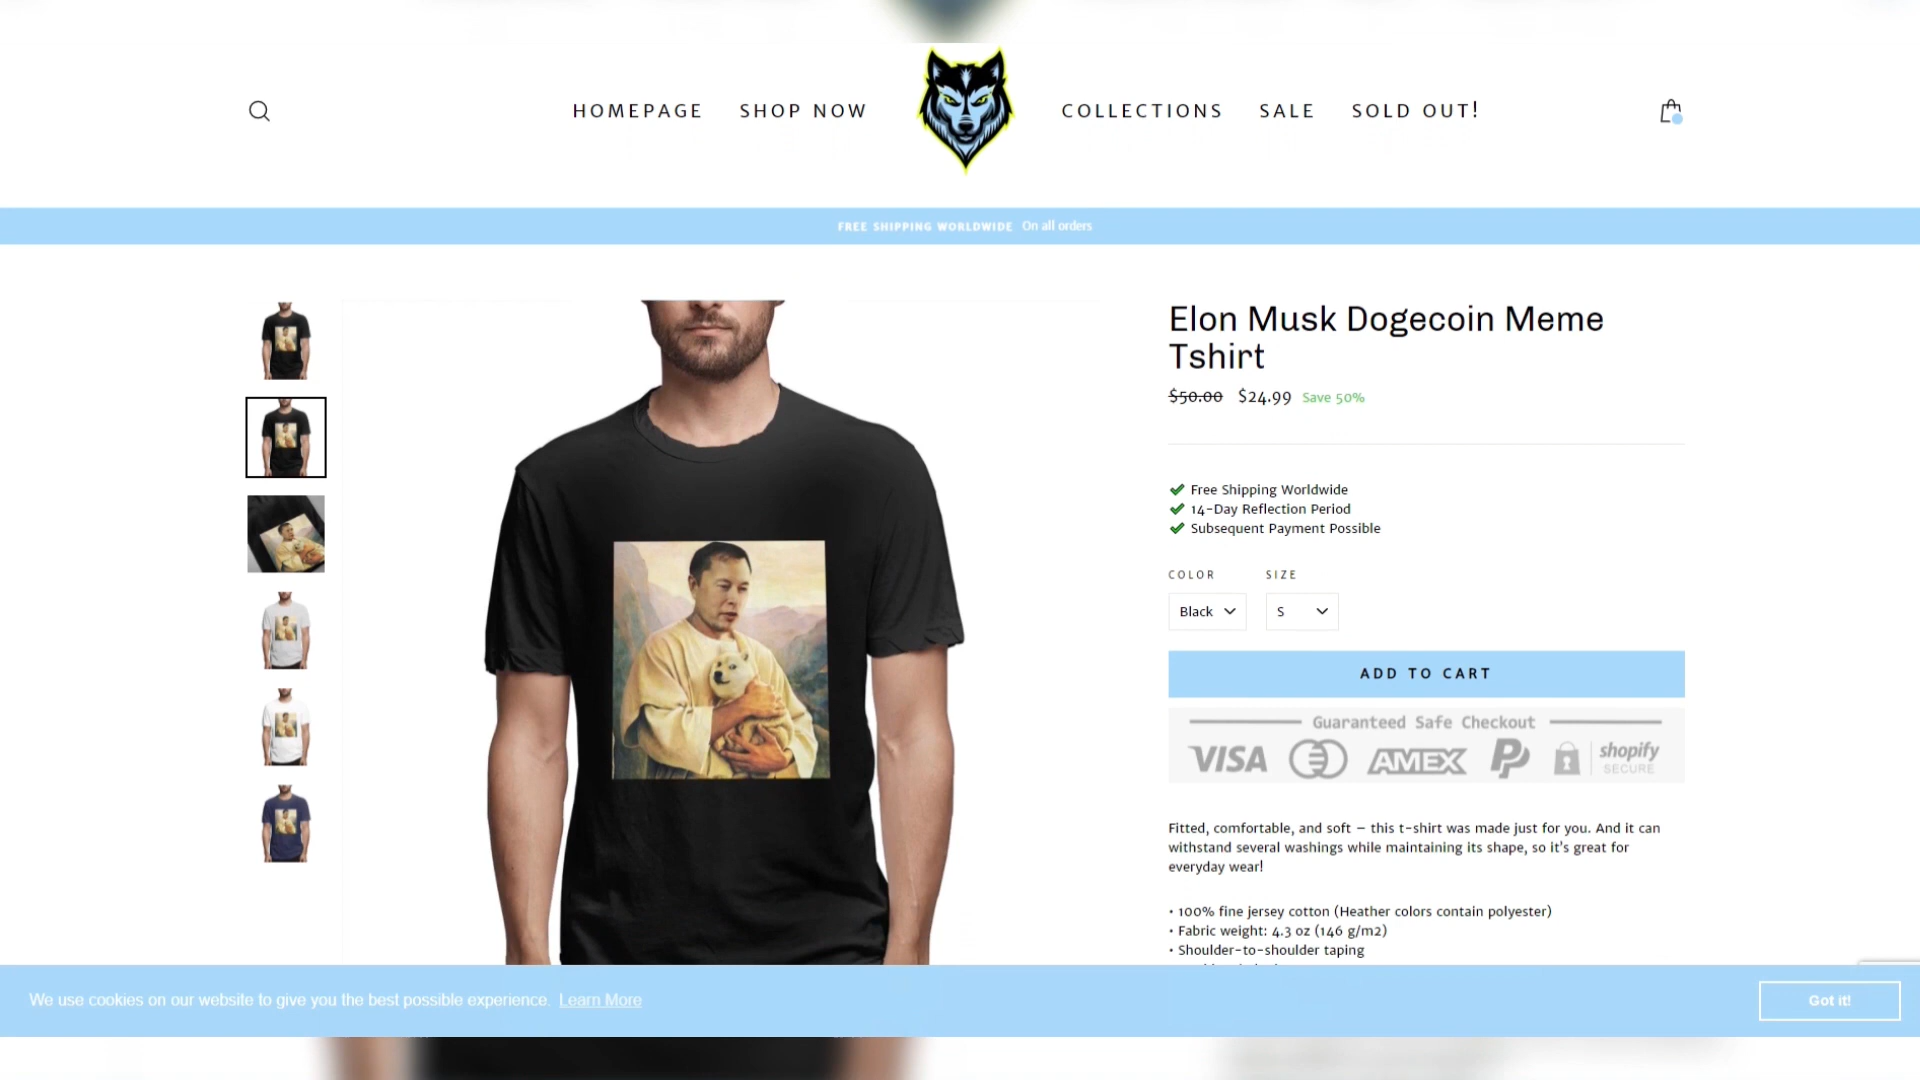 HOMEPAGE
SHOP NOW
COLLECTIONS
SALE
SOLD OUT!
FREE SHIPPING WORLDWIDE On all orders
Elon Musk Dogecoin Meme
Tshirt
$50.00 $24.99 Save 50%
Free Shipping Worldwide
14-Day Reflection Period
Subsequent Payment Possible
COLOR SIZE
Black S
ADD TO CART
Guaranteed Safe Checkout
VISA AMEX shopify
SECURE
Fitted, comfortable, and soft – this t-shirt was made just for you. And it can
withstand several washings while maintaining its shape, so it's great for
everyday wear!
• 100% fine jersey cotton (Heather colors contain polyester)
• Fabric weight: 4.3 oz (146 g/m2)
• Shoulder-to-shoulder taping
We use cookies on our website to give you the best possible experience. Learn More
Got it!